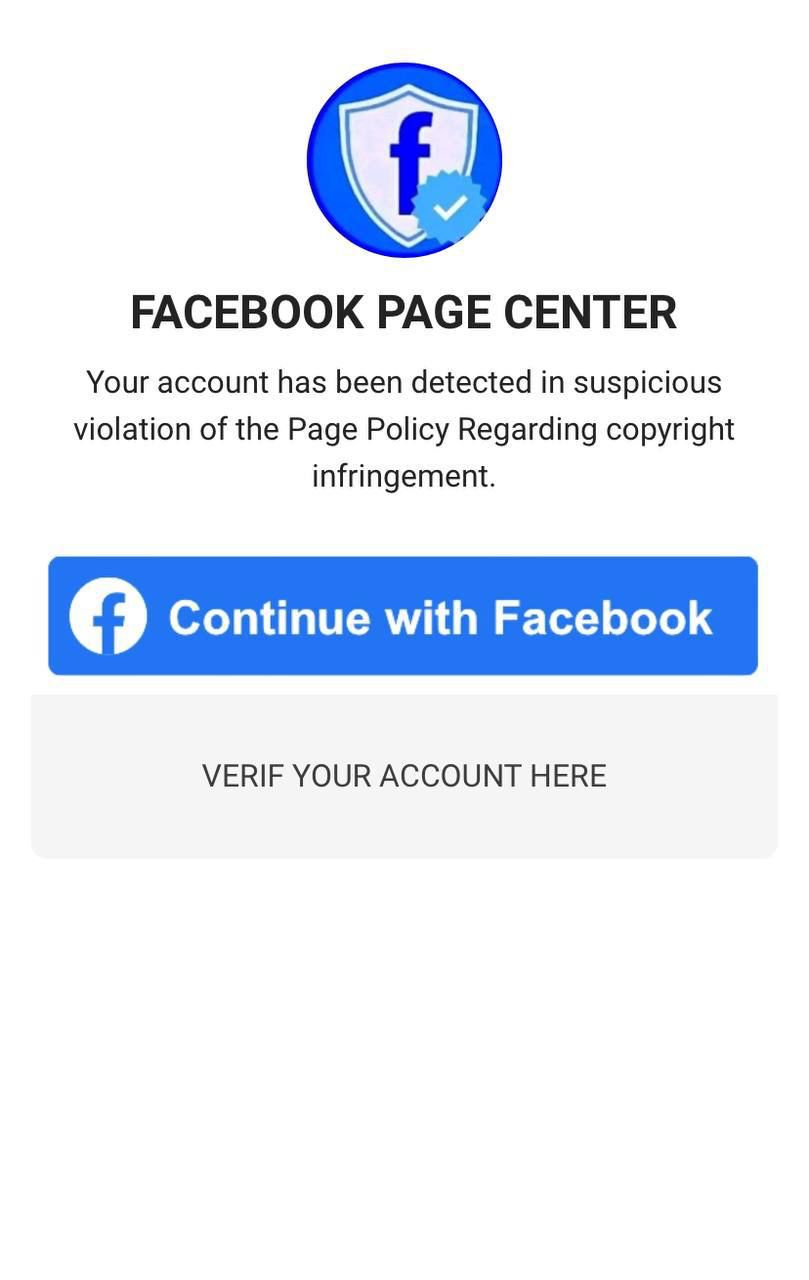 FACEBOOK PAGE CENTER
Your account has been detected in suspicious
violation of the Page Policy Regarding copyright
infringement.
Continue with Facebook
VERIF YOUR ACCOUNT HERE